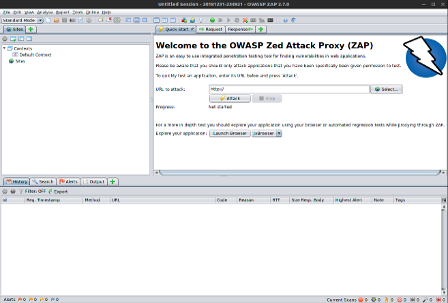 Untitled Session - 20161231-230831 - OWASP ZAP 2.7.0
File Edit View Analyse Report Tools Online Help
Standard Mode
Sites
Quick Start Request Response
Contexts
Default Context
Sites
Welcome to the OWASP Zed Attack Proxy (ZAP)
ZAP is an easy to use integrated penetration testing tool for finding vulnerabilities in web applications.
Please be aware that you should only attack applications that you have been specifically been given permission to test.
To quickly test an application, enter its URL below and press 'Attack'.
URL to attack: http:// Select...
Attack Stop
Progress: Not started
For a more in depth test you should explore your application using your browser or automated regression tests while proxying through ZAP.
Explore your application: Launch Browser JxBrowser
History Search Alerts Output
Filter: OFF Export
Id Req. Timestamp Method URL Code Reason RTT Size Resp. Body Highest Alert Note Tags
Alerts 0 0 0 0 Current Scans 0 0 0 0 0 0 0